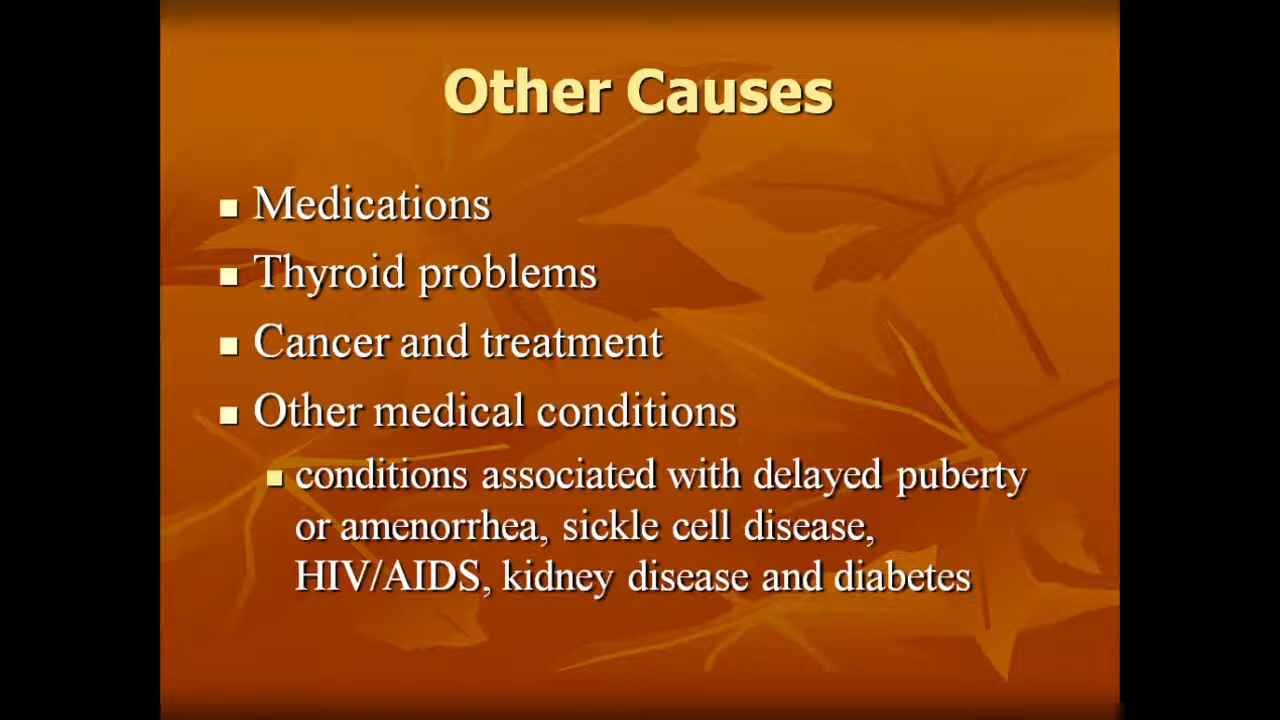 Other Causes
Medications
Thyroid problems
Cancer and treatment
Other medical conditions
conditions associated with delayed puberty
or amenorrhea, sickle cell disease,
HIV/AIDS, kidney disease and diabetes